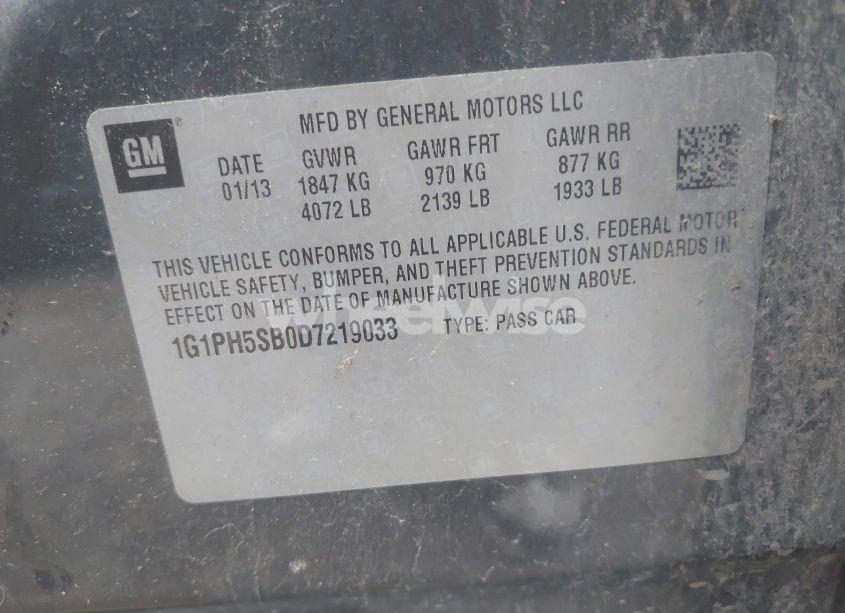 MFD BY GENERAL MOTORS LLC
GM®
DATE GVWR GAWR FRT GAWR RR
01/13 1847 KG 970 KG 877 KG
4072 LB 2139 LB 1933 LB
THIS VEHICLE CONFORMS TO ALL APPLICABLE U.S. FEDERAL MOTOR
VEHICLE SAFETY, BUMPER, AND THEFT PREVENTION STANDARDS IN
EFFECT ON THE DATE OF MANUFACTURE SHOWN ABOVE.
wheelwise
1G1PH5SB0D7219033 TYPE: PASS CAR